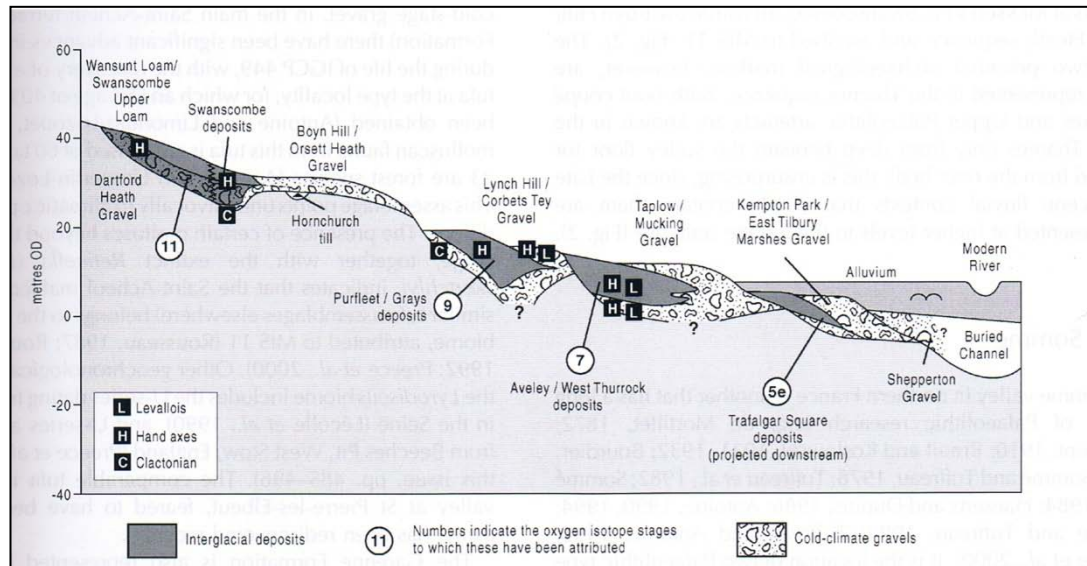 60
40
20
0
-20
-40
metres OD
Wansunt Loam/
Swanscombe
Upper
Loam
Swanscombe
deposits
Boyn Hill /
Orsett Heath
Gravel
Lynch Hill /
Corbets Tey
Gravel
Taplow /
Mucking
Gravel
Kempton Park /
East Tilbury
Marshes Gravel
Modern
River
Alluvium
H
H
C
Dartford
Heath
Gravel
11
Hornchurch
till
C
H
H
L
Purfleet / Grays
deposits
9
?
H
L
H
L
?
7
Aveley / West Thurrock
deposits
5e
Trafalgar Square
deposits
(projected downstream)
?
Buried
Channel
Shepperton
Gravel
L Levallois
H Hand axes
C Clactonian
Interglacial deposits
11
Numbers indicate the oxygen isotope stages
to which these have been attributed
Cold-climate gravels